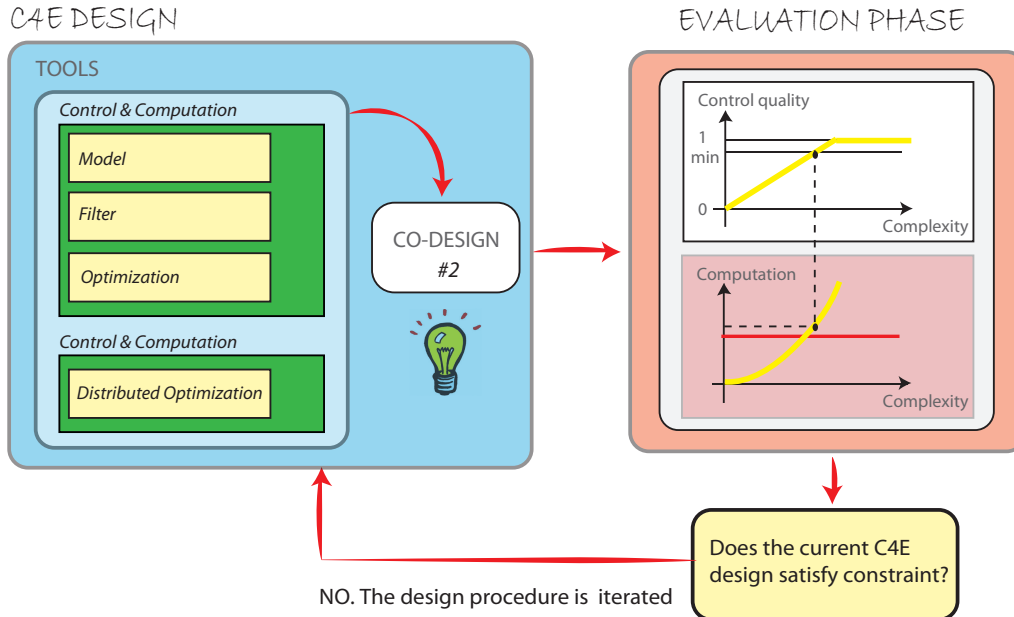 C4E DESIGN
TOOLS
Control & Computation
Model
Filter
Optimization
Control & Computation
Distributed Optimization
CO-DESIGN
#2
EVALUATION PHASE
Control quality
1
min
0
Complexity
Computation
Complexity
Does the current C4E
design satisfy constraint?
NO. The design procedure is iterated